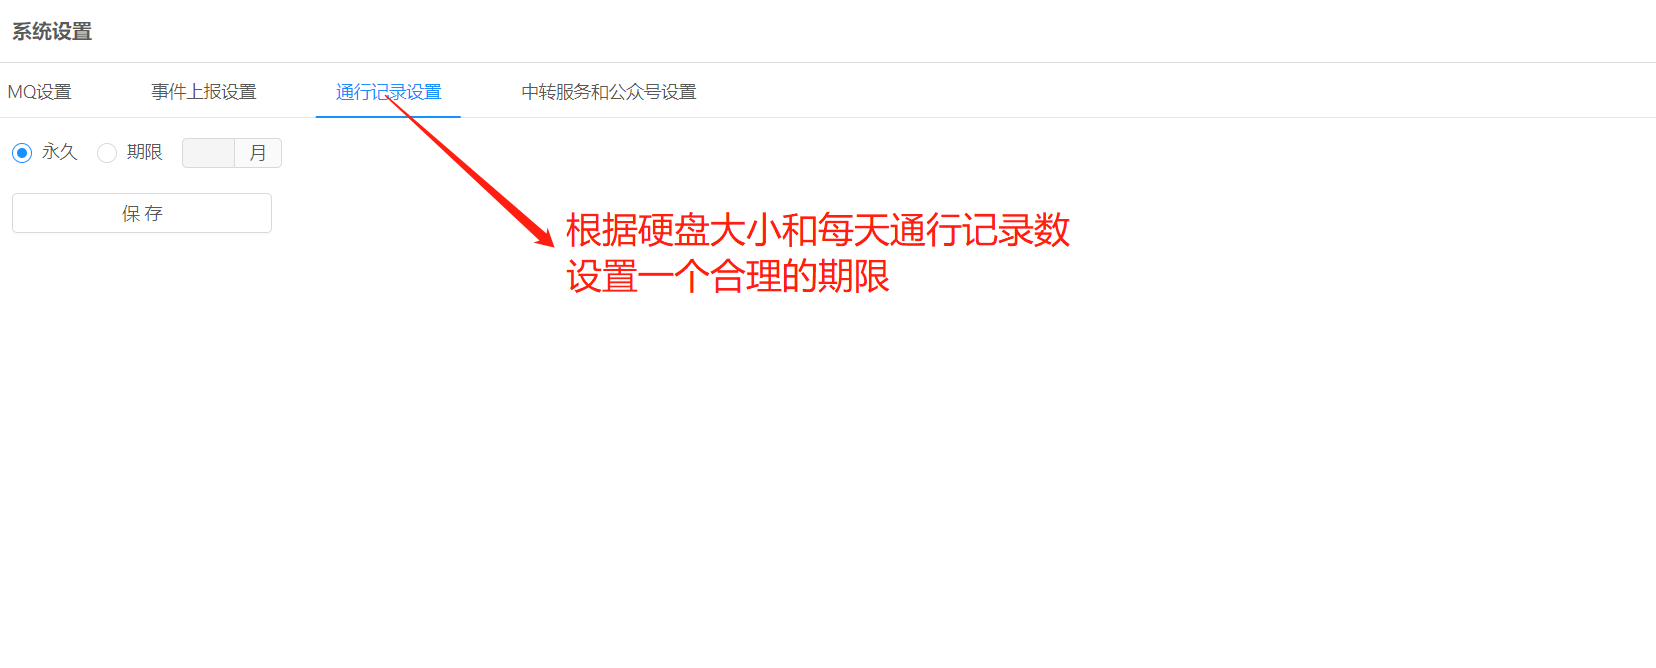 系统设置
MQ设置 事件上报设置 通行记录设置 中转服务和公众号设置
永久 期限 月
保 存
根据硬盘大小和每天通行记录数
设置一个合理的期限